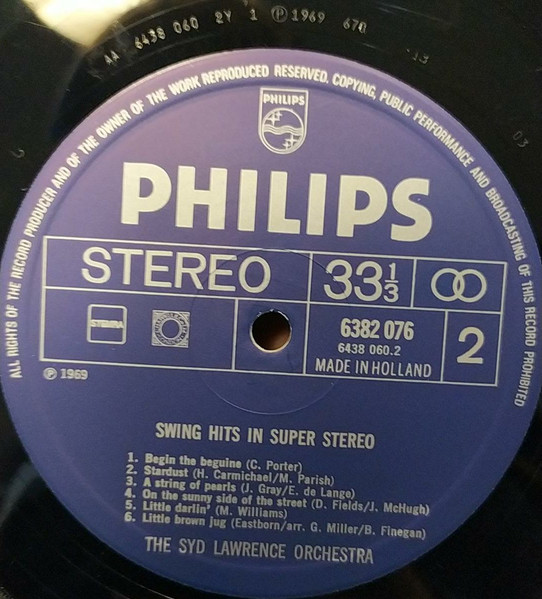 AA 6438 060 2Y 1 ℗1969 670
ALL RIGHTS OF THE RECORD PRODUCER AND OF THE OWNER OF THE WORK REPRODUCED RESERVED. COPYING, PUBLIC PERFORMANCE AND BROADCASTING OF THIS RECORD PROHIBITED
PHILIPS
PHILIPS
STEREO 33⅓
STEMRA
6382 076
6438 060.2
MADE IN HOLLAND
2
℗ 1969
SWING HITS IN SUPER STEREO
1. Begin the beguine (C. Porter)
2. Stardust (H. Carmichael/M. Parish)
3. A string of pearls (J. Gray/E. de Lange)
4. On the sunny side of the street (D. Fields/J. McHugh)
5. Little darlin' (M. Williams)
6. Little brown jug (Eastborn/arr. G. Miller/B. Finegan)
THE SYD LAWRENCE ORCHESTRA